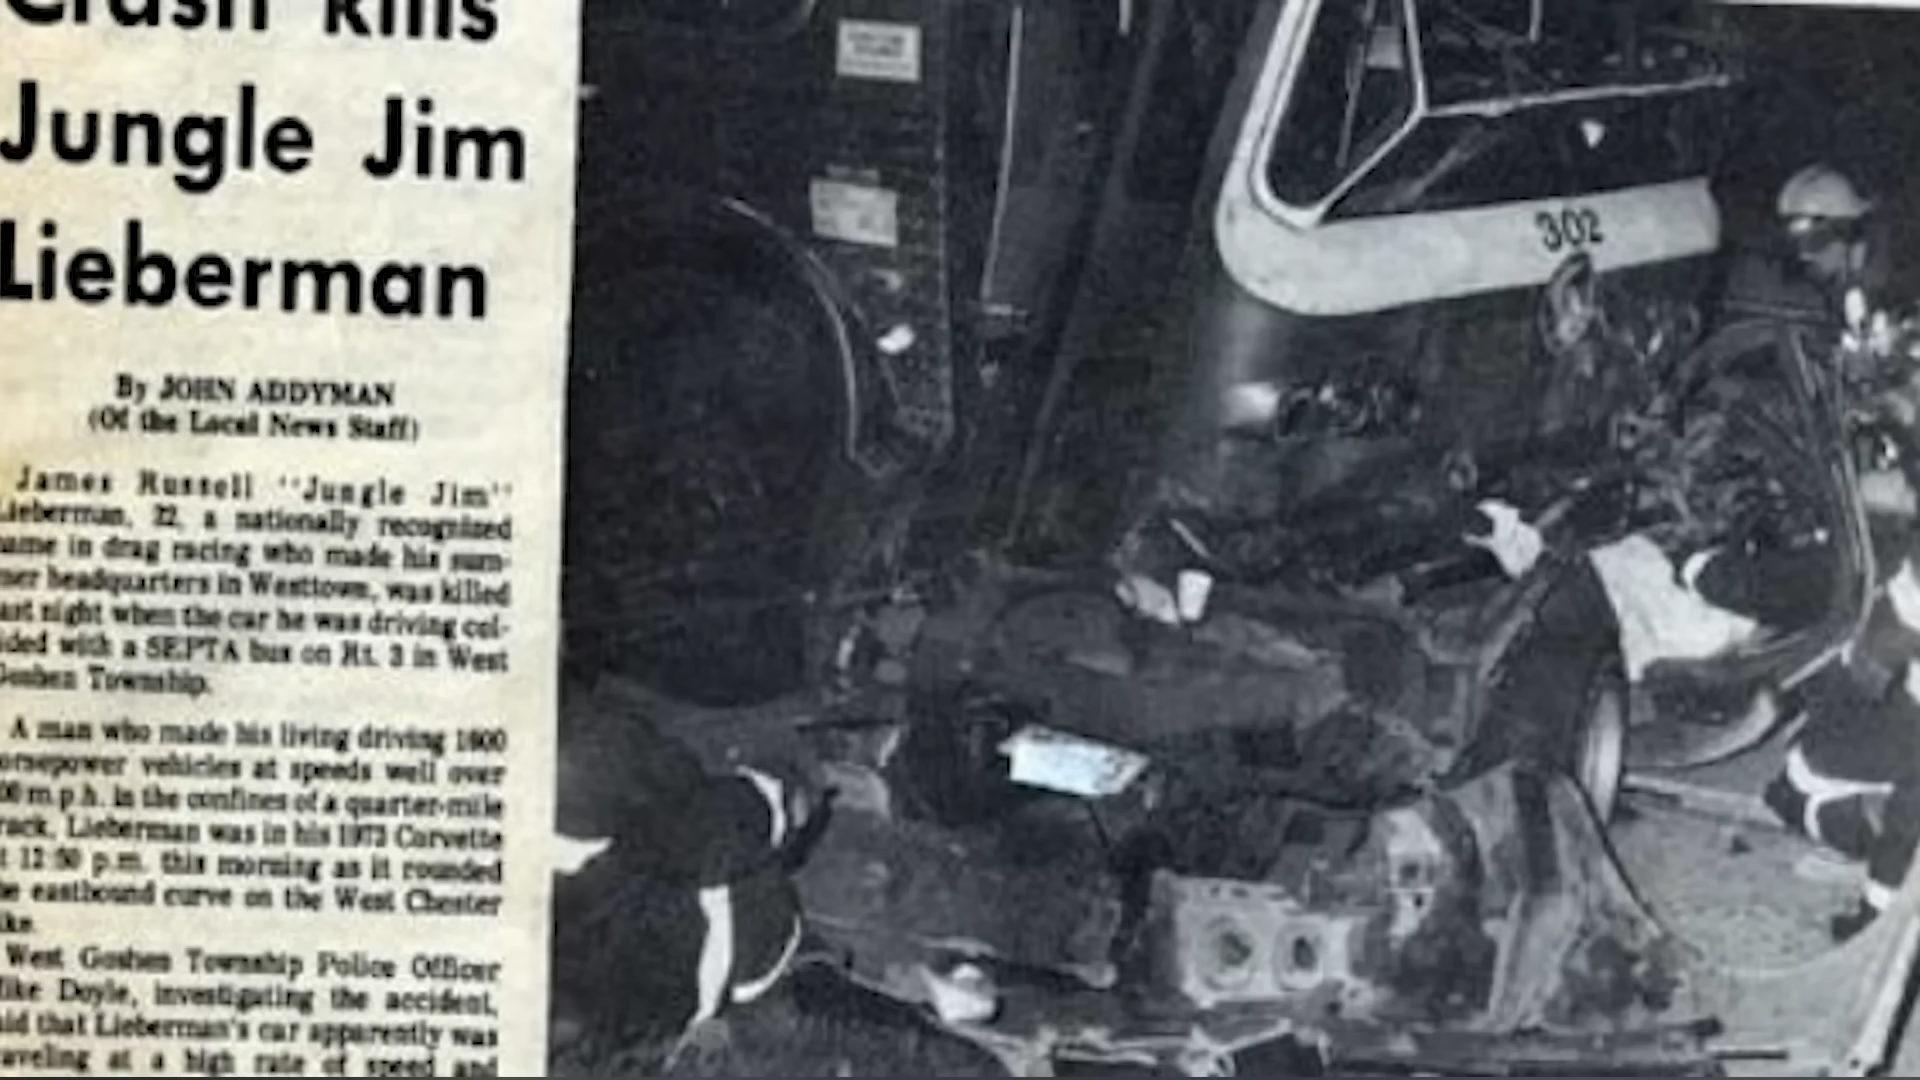 Crash kills
Jungle Jim
Lieberman
By JOHN ADDYMAN
(Of the Local News Staff)
James Russell "Jungle Jim"
Lieberman, 32, a nationally recognized
name in drag racing who made his sum-
mer headquarters in Westtown, was killed
last night when the car he was driving col-
lided with a SEPTA bus on Rt. 3 in West
Goshen Township.
A man who made his living driving 1600
horsepower vehicles at speeds well over
m.p.h. in the confines of a quarter-mile
track, Lieberman was in his 1973 Corvette
at 12:50 p.m. this morning as it rounded
the eastbound curve on the West Chester
ike.
West Goshen Township Police Officer
Mike Doyle, investigating the accident,
said that Lieberman's car apparently was
traveling at a high rate of speed and
302